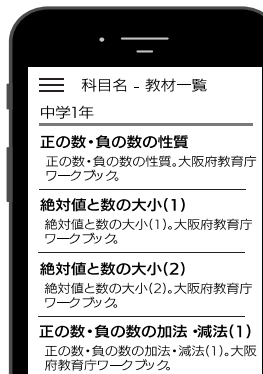 科目名 - 教材一覧
中学1年
正の数・負の数の性質
正の数・負の数の性質。大阪府教育庁
ワークブック。
絶対値と数の大小(1)
絶対値と数の大小(1)。大阪府教育庁
ワークブック。
絶対値と数の大小(2)
絶対値と数の大小(2)。大阪府教育庁
ワークブック。
正の数・負の数の加法・減法(1)
正の数・負の数の加法・減法(1)。大阪
府教育庁ワークブック。